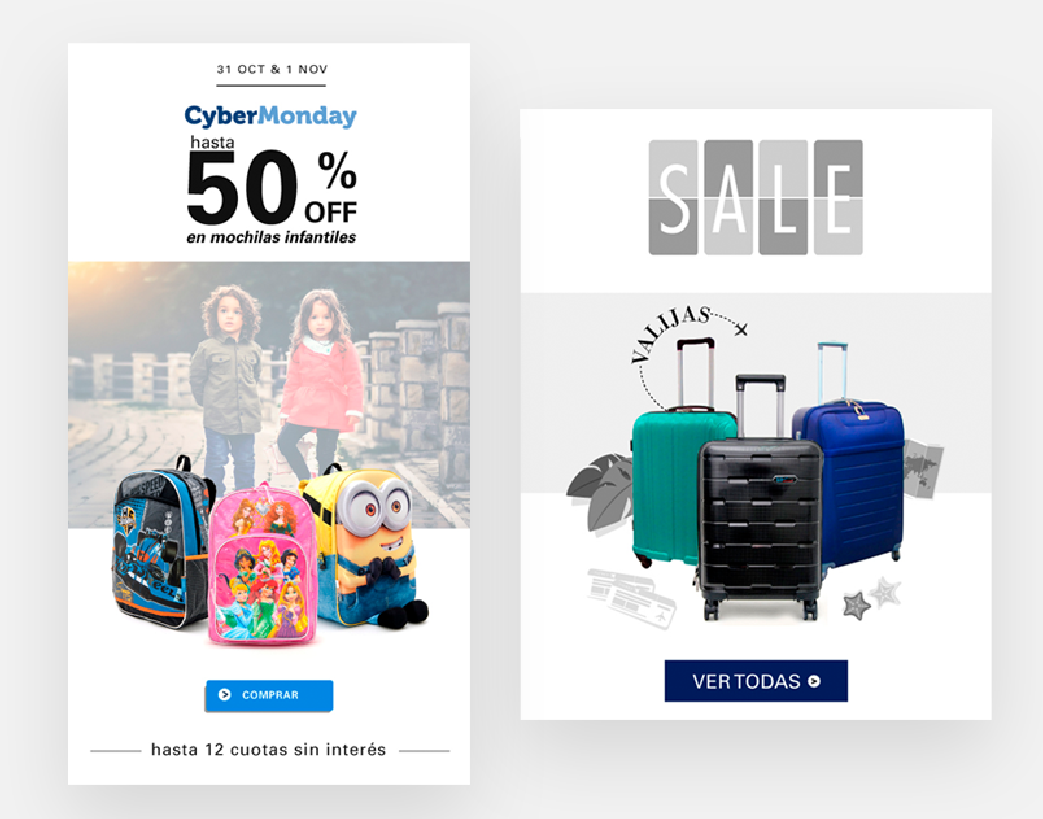 31 OCT & 1 NOV
CyberMonday
hasta
50 % OFF
en mochilas infantiles
SPEED
COMPRAR
hasta 12 cuotas sin interés
SALE
VALIJAS
VER TODAS